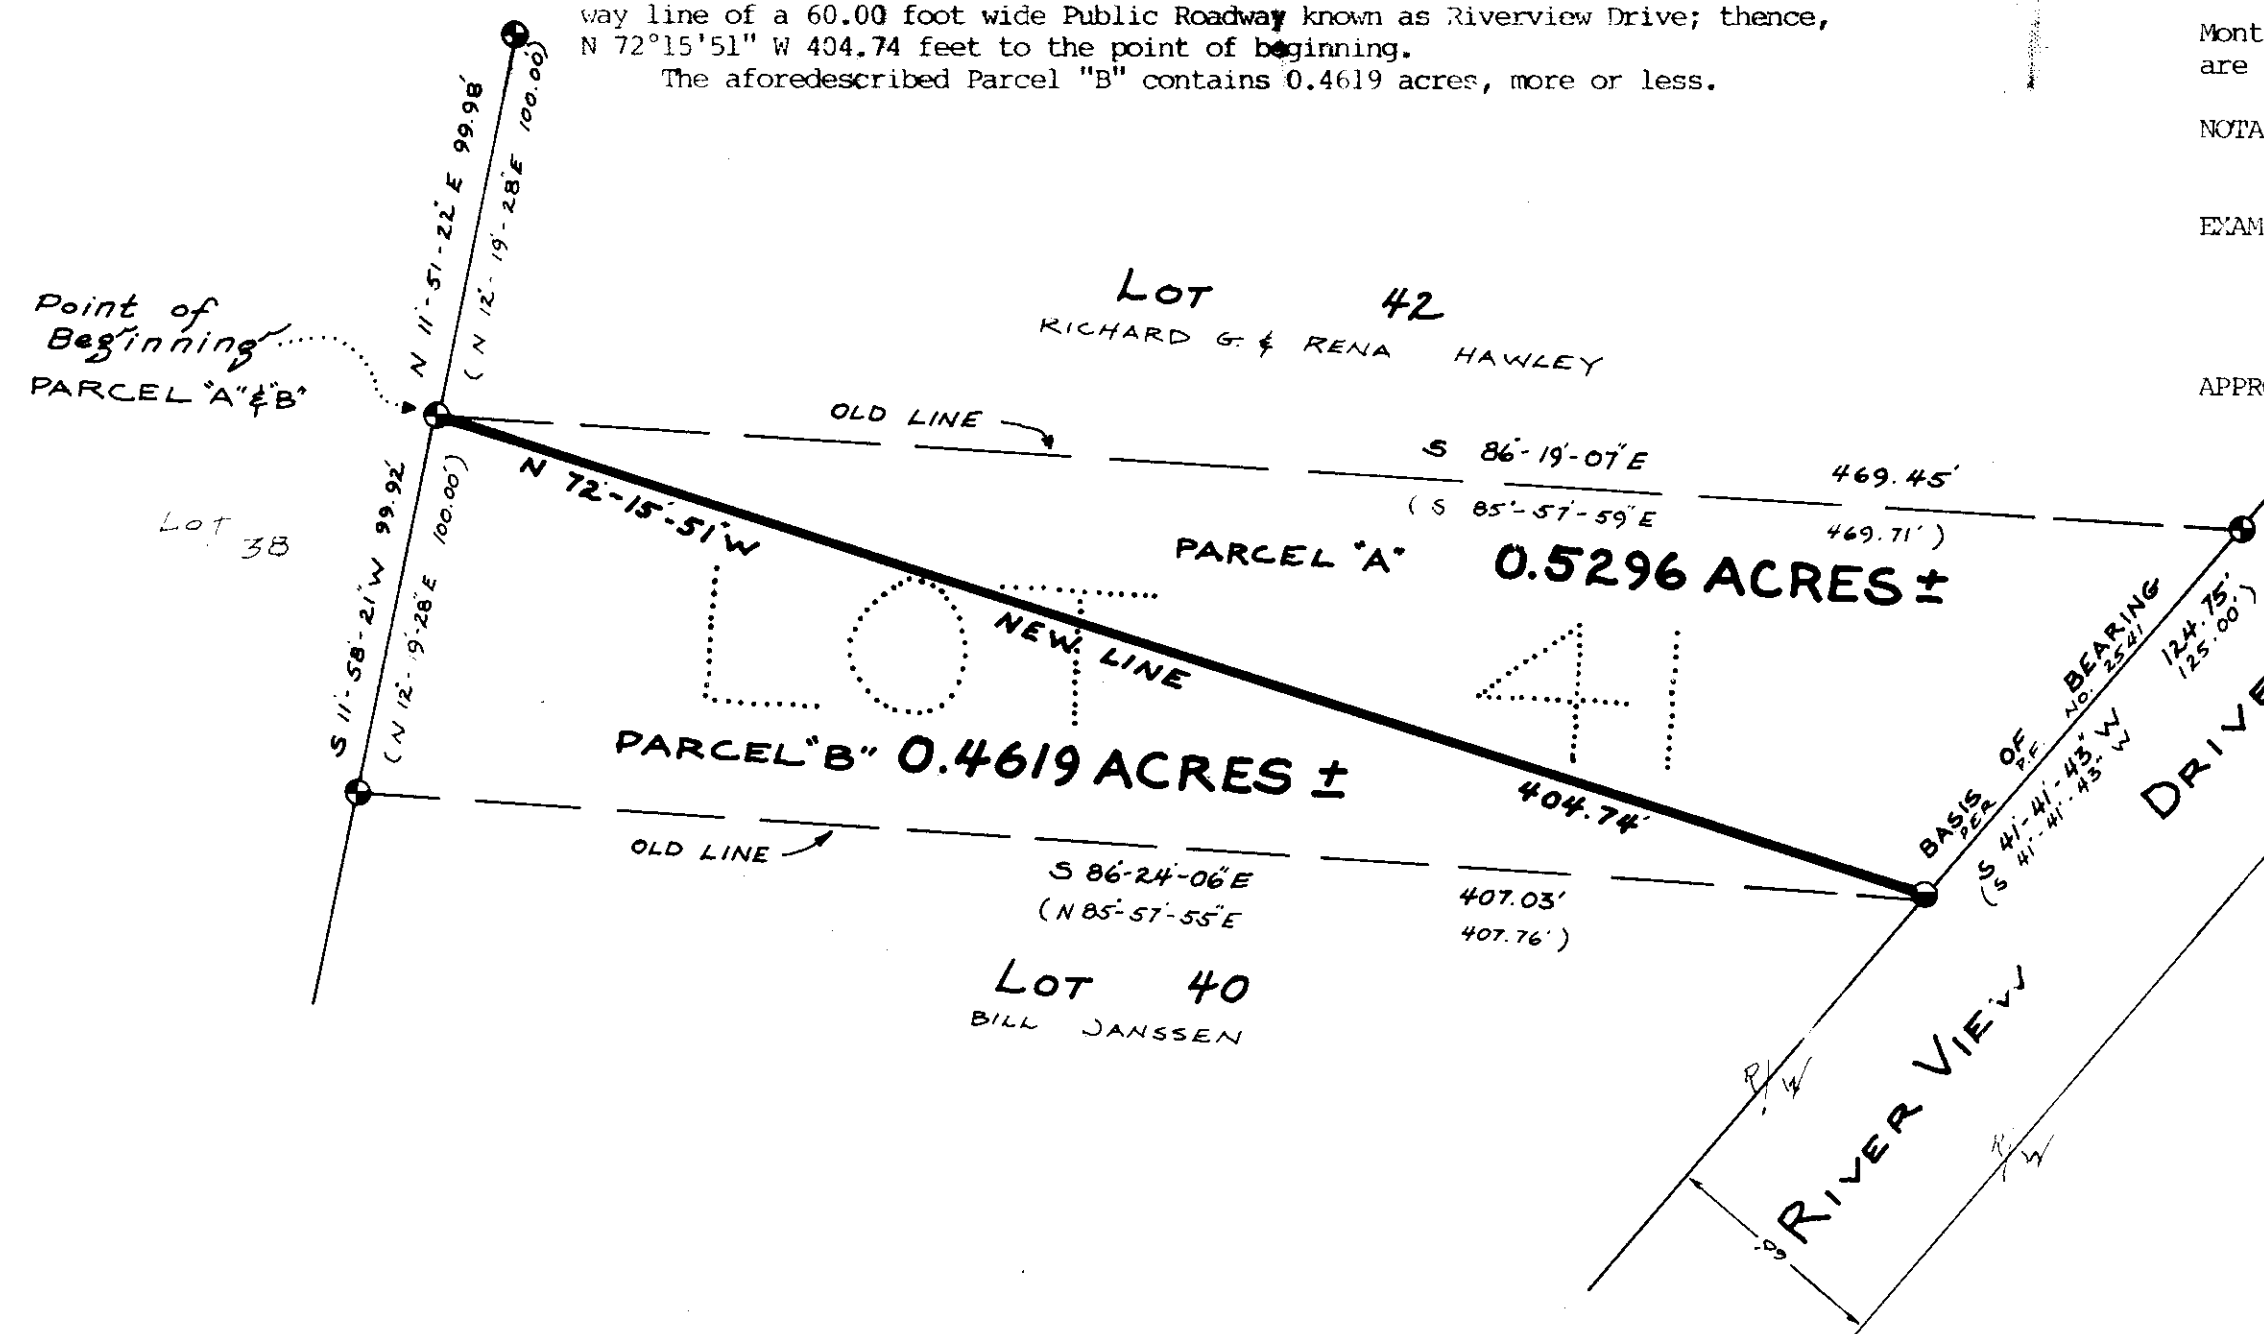 way line of a 60.00 foot wide Public Roadway known as Riverview Drive; thence,
N 72°15'51" W 404.74 feet to the point of beginning.
The aforedescribed Parcel "B" contains 0.4619 acres, more or less.
Mont
are
NOTA
EXAM
APPR
N 11°-51'-22" E 99.98'
(N 12°-19'-28" E 100.00')
Point of
Beginning
PARCEL "A" & "B"
LOT 42
RICHARD G. & RENA HAWLEY
OLD LINE
S 86°-19'-07" E 469.45'
(S 85°-57'-59" E 469.71')
LOT 38
S 11°-58'-21" W 99.92'
(N 12°-19'-28" E 100.00')
N 72°-15'-51" W
NEW LINE
404.74'
PARCEL "A" 0.5296 ACRES ±
LOT 41
PARCEL "B" 0.4619 ACRES ±
OLD LINE
S 86°-24'-06" E 407.03'
(N 85°-57'-55" E 407.76')
LOT 40
BILL JANSSEN
BASIS OF BEARING
PER P.F. NO. 2541
S 41°-41'-43" W 124.75'
(S 41°-41'-43" W 125.00')
RIVER VIEW DRIVE
R/W
R/W
60'